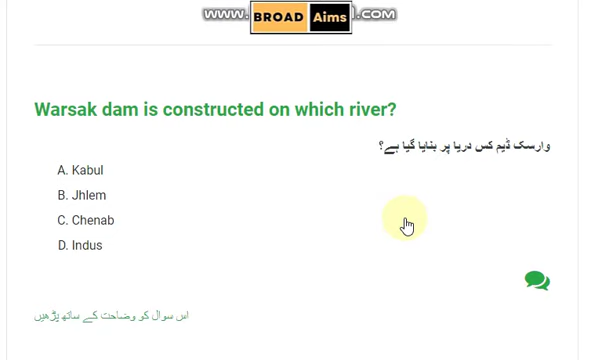 www. BROAD Aims l.com
Warsak dam is constructed on which river?
وارسک ڈیم کس دریا پر بنایا گیا ہے؟
A. Kabul
B. Jhlem
C. Chenab
D. Indus
اس سوال کو وضاحت کے ساتھ پڑھیں